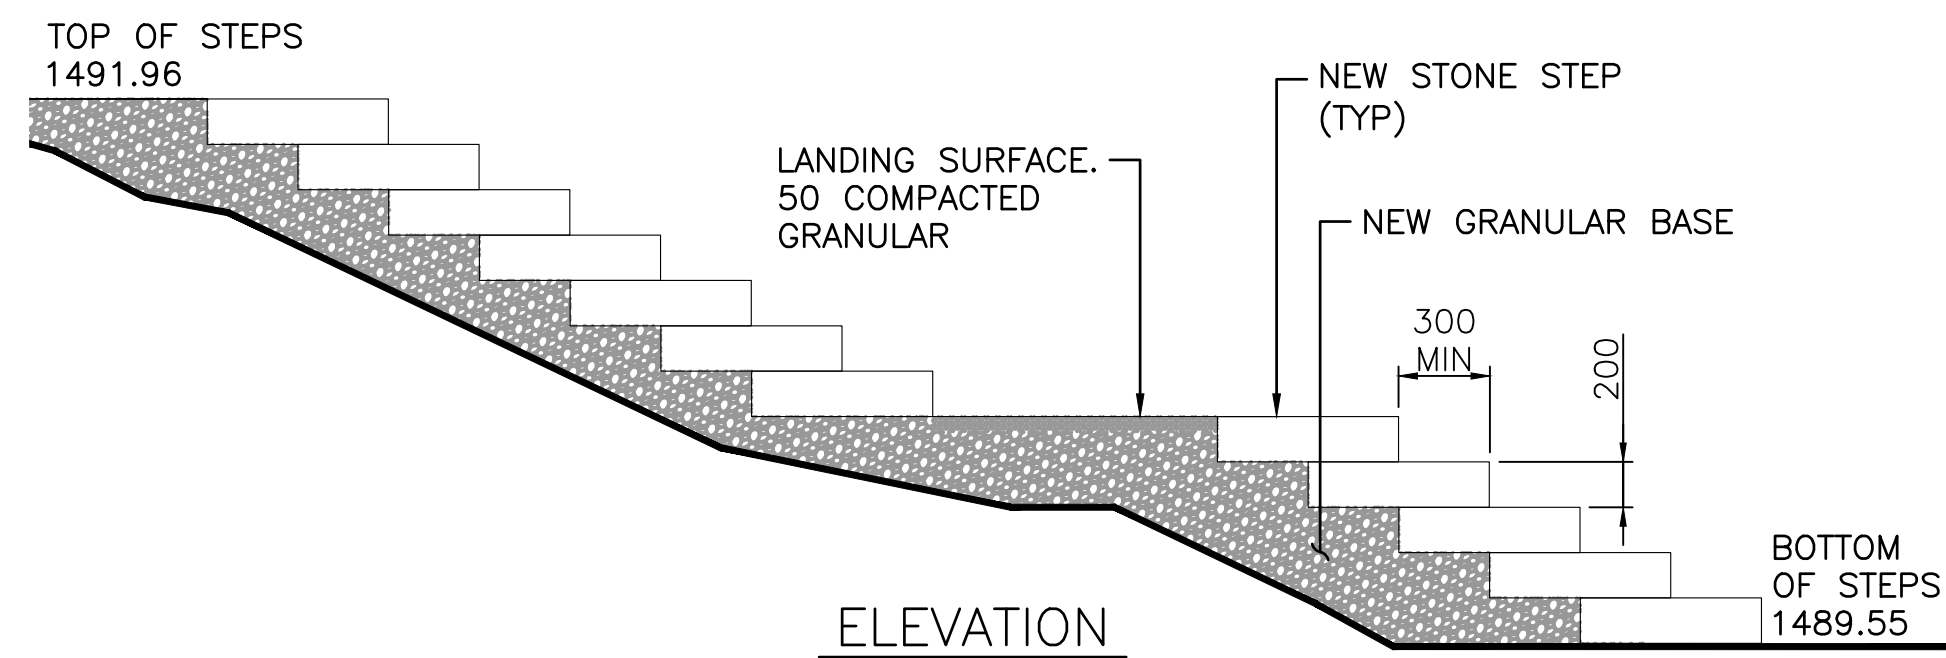 TOP OF STEPS
1491.96
NEW STONE STEP
(TYP)
LANDING SURFACE.
50 COMPACTED
GRANULAR
NEW GRANULAR BASE
300
MIN
200
BOTTOM
OF STEPS
1489.55
ELEVATION